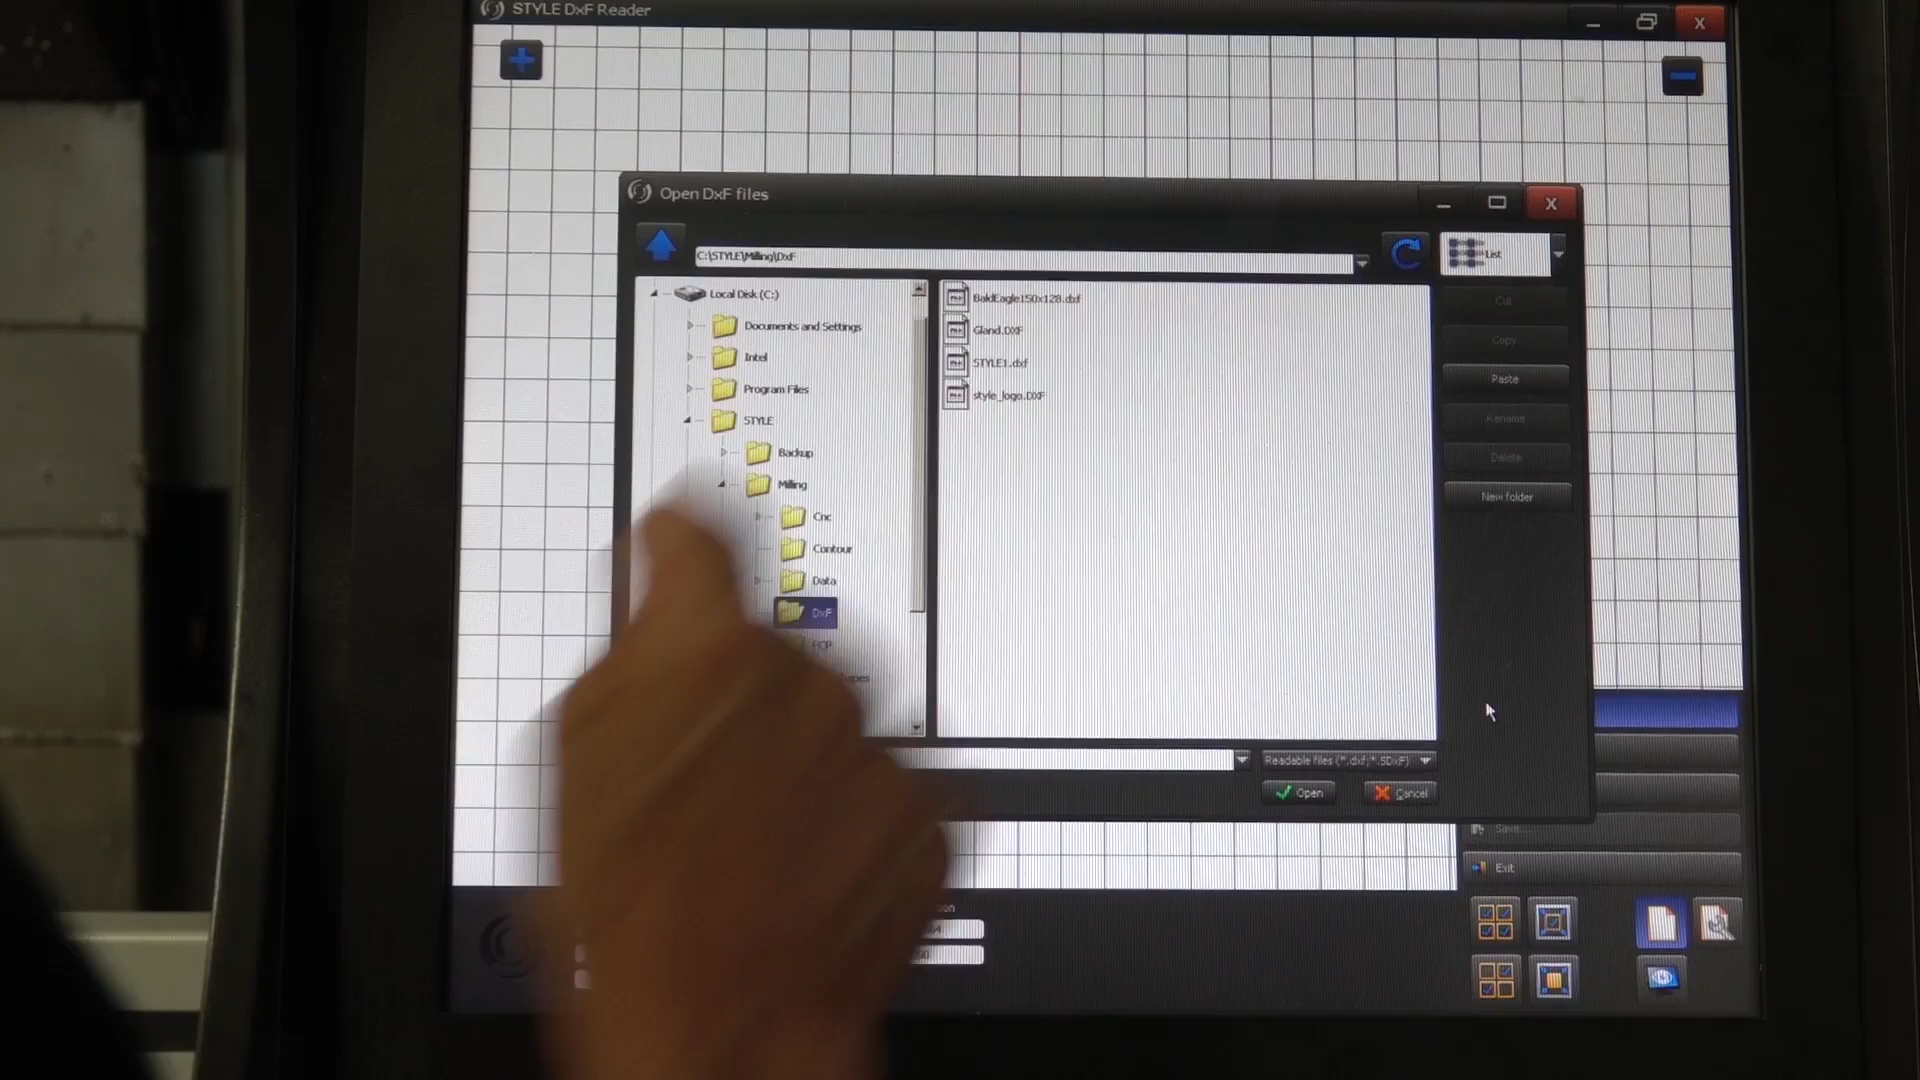 STYLE DxF Reader
Open DxF files
C:\STYLE\Milling\DxF
List
Local Disk (C:)
Documents and Settings
Intel
Program Files
STYLE
Backup
Milling
Cnc
Contour
Data
DxF
FCP
BaldEagle150x128.dxf
Gland.DXF
STYLE1.dxf
style_logo.DXF
Cut
Copy
Paste
Rename
Delete
New folder
Readable files (*.dxf;*.SDxF)
Open
Cancel
Save...
Exit